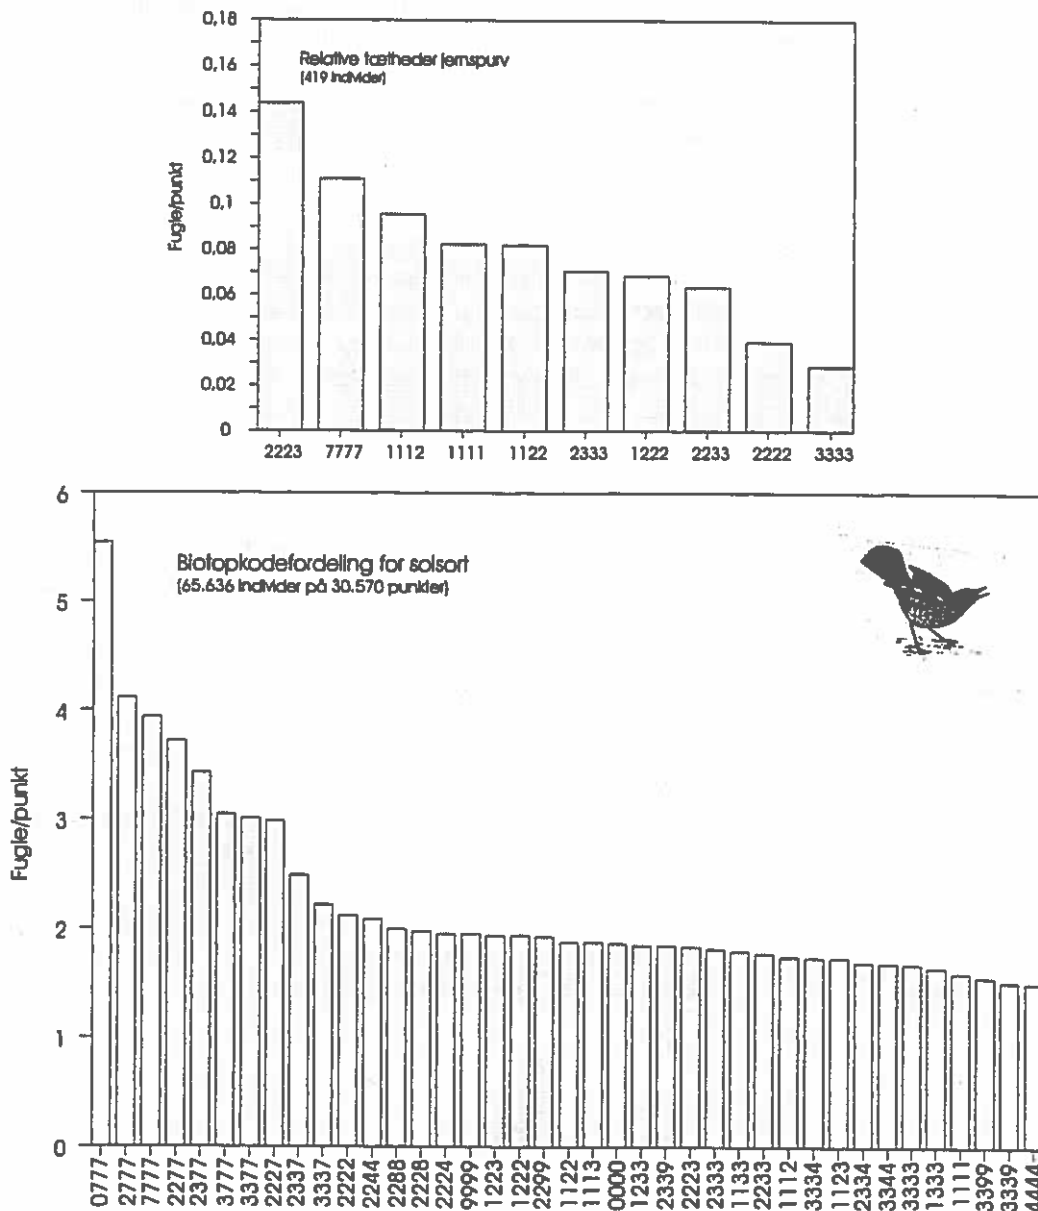 0,18
0,16
0,14
0,12
0,1
0,08
0,06
0,04
0,02
0
Fugle/punkt
Relative tætheder jernspurv
(419 individer)
2223 7777 1112 1111 1122 2333 1222 2233 2222 3333
6
5
4
3
2
1
0
Fugle/punkt
Biotopkodefordeling for solsort
(65.636 individer på 30.570 punkter)
0777 2777 7777 2277 2377 3777 3377 2227 2337 3337 2222 2244 2288 2228 2224 9999 1223 1222 2299 1122 1113 0000 1233 2339 2223 2333 1133 2233 1112 3334 1123 2334 3344 3333 1333 1111 3399 3339 4444